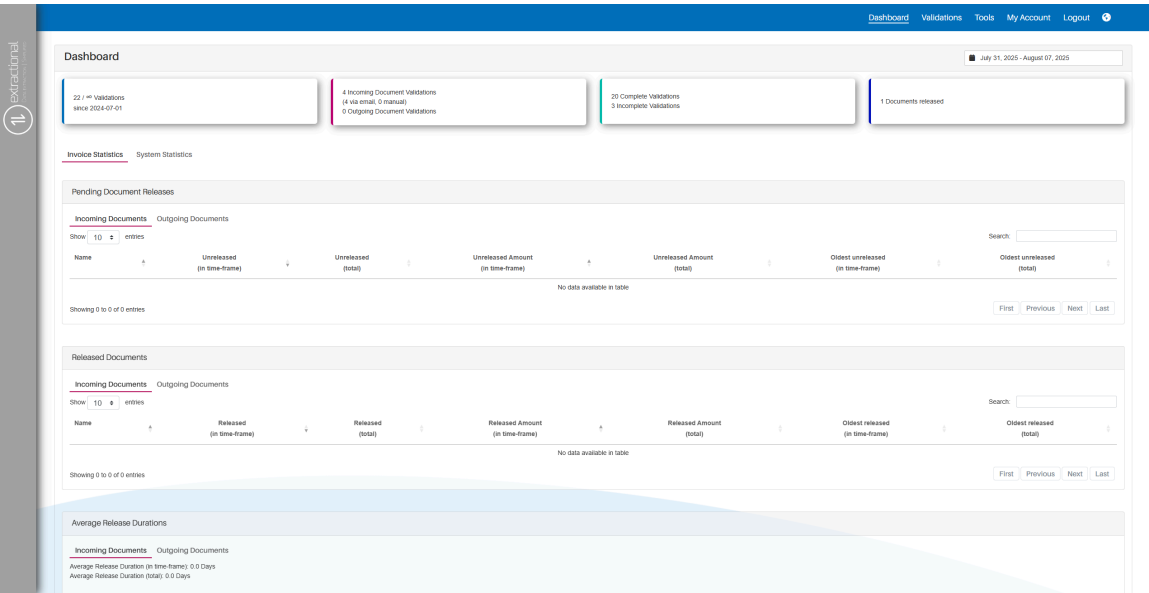 Dashboard Validations Tools My Account Logout
extractional
Dashboard
July 31, 2025 - August 07, 2025
22 / ∞ Validations
since 2024-07-01
4 Incoming Document Validations
(4 via email, 0 manual)
0 Outgoing Document Validations
20 Complete Validations
3 Incomplete Validations
1 Documents released
Invoice Statistics System Statistics
Pending Document Releases
Incoming Documents Outgoing Documents
Show 10 entries Search:
Name Unreleased Unreleased Unreleased Amount Unreleased Amount Oldest unreleased Oldest unreleased
(in time-frame) (total) (in time-frame) (total) (in time-frame) (total)
No data available in table
Showing 0 to 0 of 0 entries First Previous Next Last
Released Documents
Incoming Documents Outgoing Documents
Show 10 entries Search:
Name Released Released Released Amount Released Amount Oldest released Oldest released
(in time-frame) (total) (in time-frame) (total) (in time-frame) (total)
No data available in table
Showing 0 to 0 of 0 entries First Previous Next Last
Average Release Durations
Incoming Documents Outgoing Documents
Average Release Duration (in time-frame): 0.0 Days
Average Release Duration (total): 0.0 Days